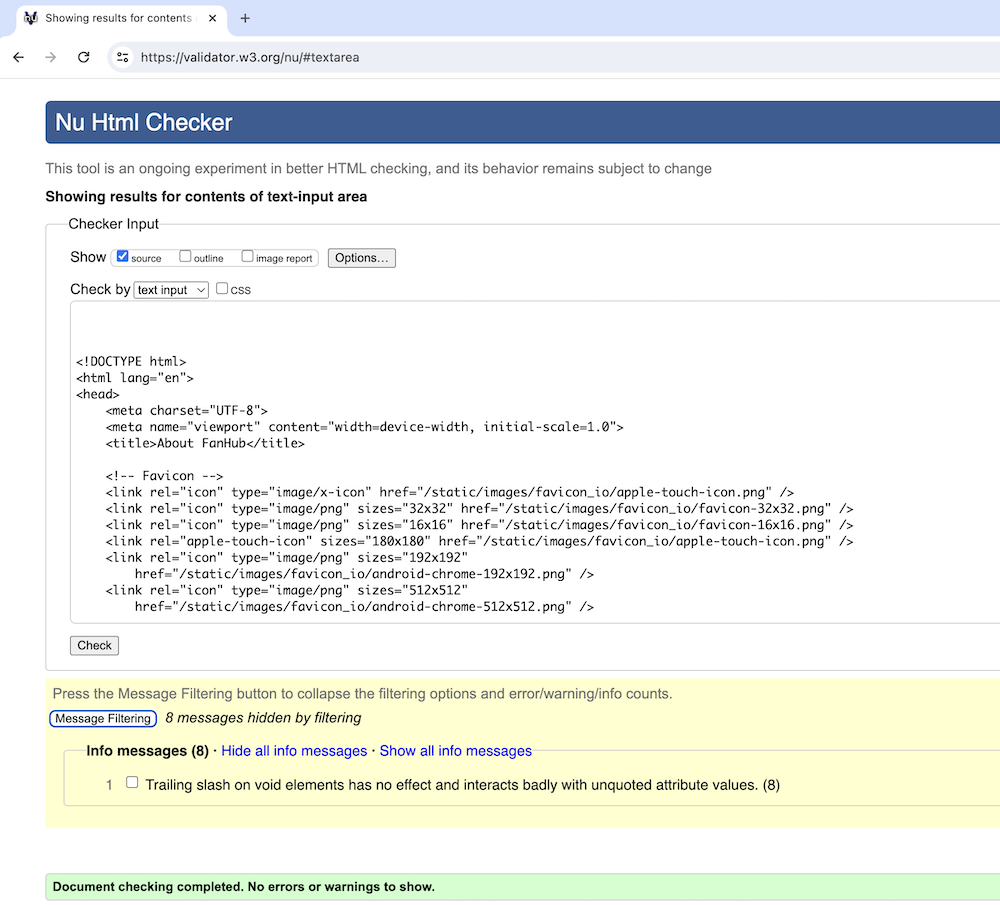 Showing results for contents
https://validator.w3.org/nu/#textarea
Nu Html Checker
This tool is an ongoing experiment in better HTML checking, and its behavior remains subject to change
Showing results for contents of text-input area
Checker Input
Show source outline image report Options...
Check by text input CSS
<!DOCTYPE html>
<html lang="en">
<head>
    <meta charset="UTF-8">
    <meta name="viewport" content="width=device-width, initial-scale=1.0">
    <title>About FanHub</title>
    <!-- Favicon -->
    <link rel="icon" type="image/x-icon" href="/static/images/favicon_io/apple-touch-icon.png" />
    <link rel="icon" type="image/png" sizes="32x32" href="/static/images/favicon_io/favicon-32x32.png" />
    <link rel="icon" type="image/png" sizes="16x16" href="/static/images/favicon_io/favicon-16x16.png" />
    <link rel="apple-touch-icon" sizes="180x180" href="/static/images/favicon_io/apple-touch-icon.png" />
    <link rel="icon" type="image/png" sizes="192x192"
        href="/static/images/favicon_io/android-chrome-192x192.png" />
    <link rel="icon" type="image/png" sizes="512x512"
        href="/static/images/favicon_io/android-chrome-512x512.png" />
Check
Press the Message Filtering button to collapse the filtering options and error/warning/info counts.
Message Filtering 8 messages hidden by filtering
Info messages (8) · Hide all info messages · Show all info messages
1 Trailing slash on void elements has no effect and interacts badly with unquoted attribute values. (8)
Document checking completed. No errors or warnings to show.